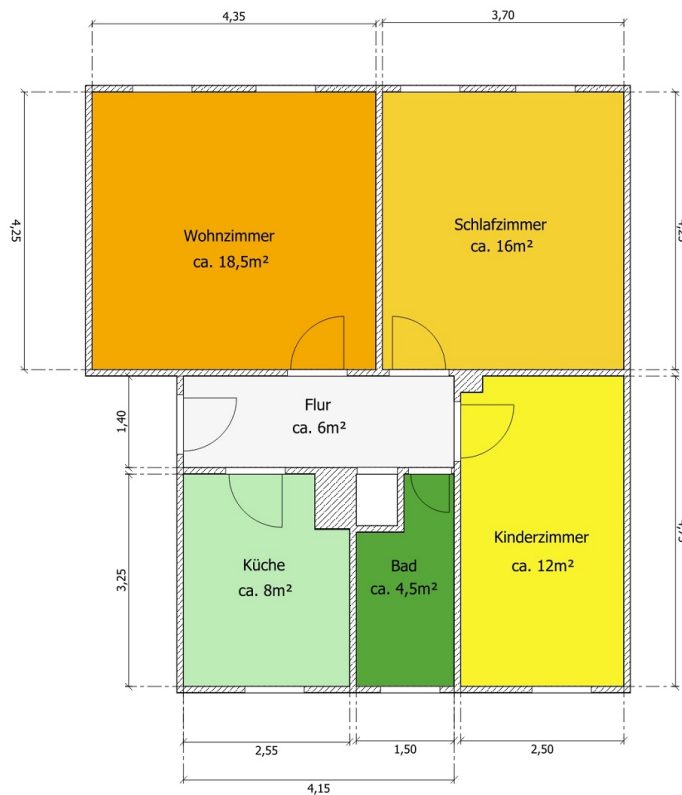 4,35
3,70
4,25
Wohnzimmer
ca. 18,5m²
Schlafzimmer
ca. 16m²
Flur
ca. 6m²
1,40
Küche
ca. 8m²
Bad
ca. 4,5m²
Kinderzimmer
ca. 12m²
3,25
2,55
1,50
2,50
4,15